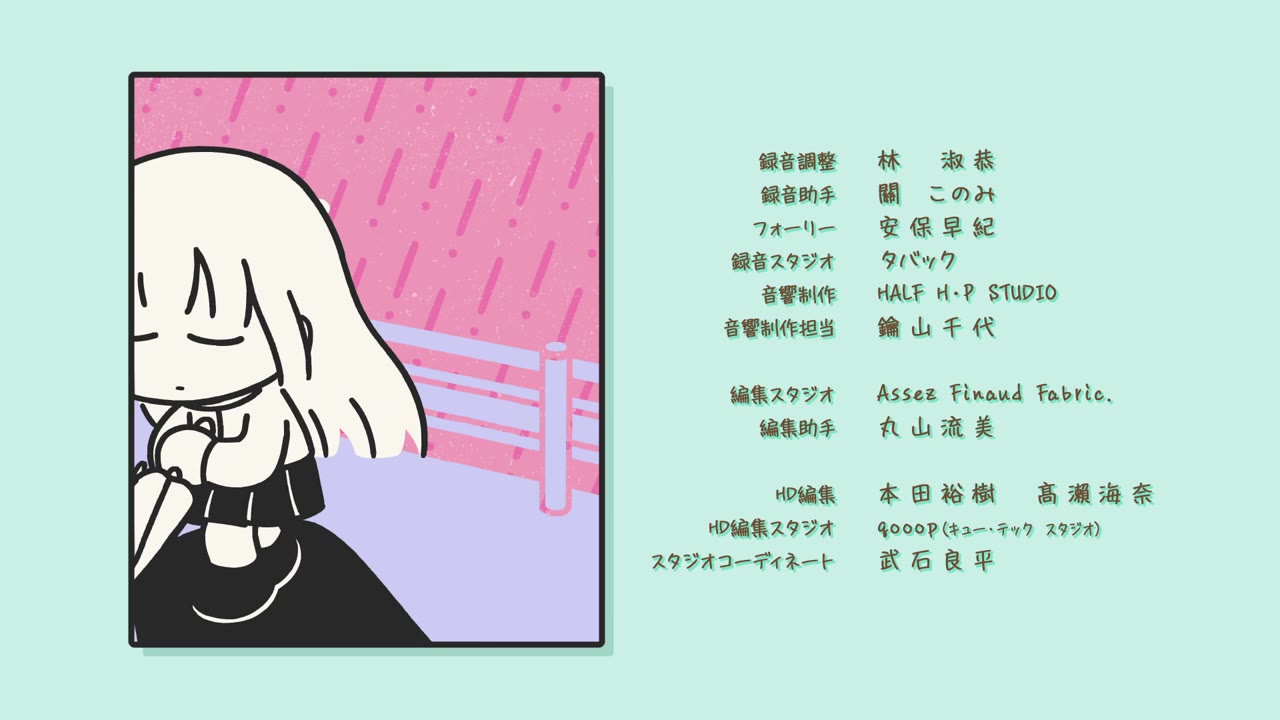 録音調整 林 淑恭
録音助手 關 このみ
フォーリー 安保早紀
録音スタジオ タバック
音響制作 HALF H・P STUDIO
音響制作担当 鑰山千代
編集スタジオ Assez Finaud Fabric.
編集助手 丸山流美
HD編集 本田裕樹 髙瀨海奈
HD編集スタジオ qooop(キュー・テック スタジオ)
スタジオコーディネート 武石良平